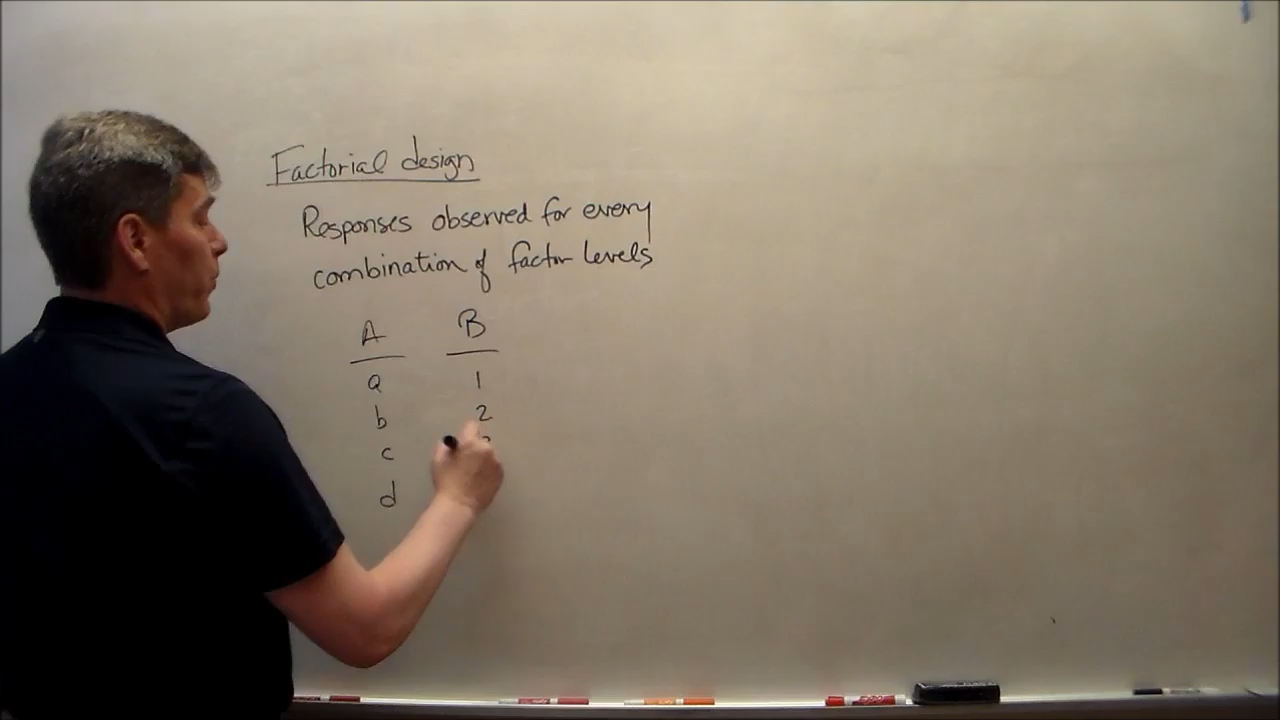 Factorial design
Responses observed for every
combination of factor levels
A B
a 1
b 2
c
d